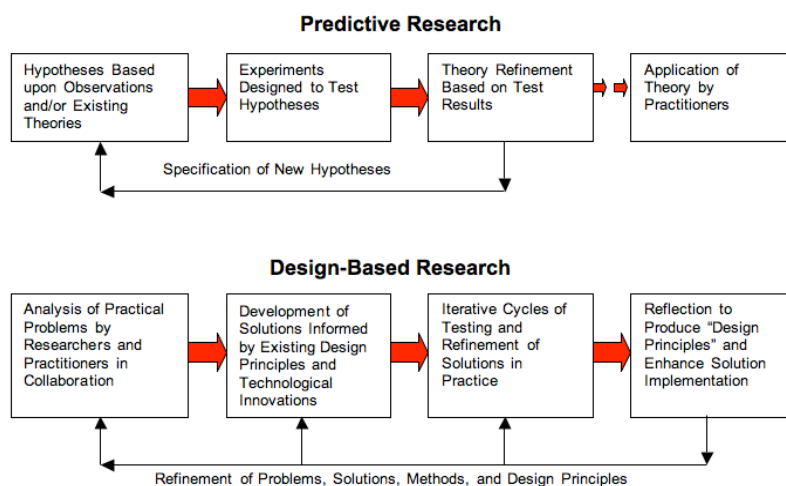 Predictive Research
Hypotheses Based
upon Observations
and/or Existing
Theories
Experiments
Designed to Test
Hypotheses
Theory Refinement
Based on Test
Results
Application of
Theory by
Practitioners
Specification of New Hypotheses
Design-Based Research
Analysis of Practical
Problems by
Researchers and
Practitioners in
Collaboration
Development of
Solutions Informed
by Existing Design
Principles and
Technological
Innovations
Iterative Cycles of
Testing and
Refinement of
Solutions in
Practice
Reflection to
Produce “Design
Principles” and
Enhance Solution
Implementation
Refinement of Problems, Solutions, Methods, and Design Principles